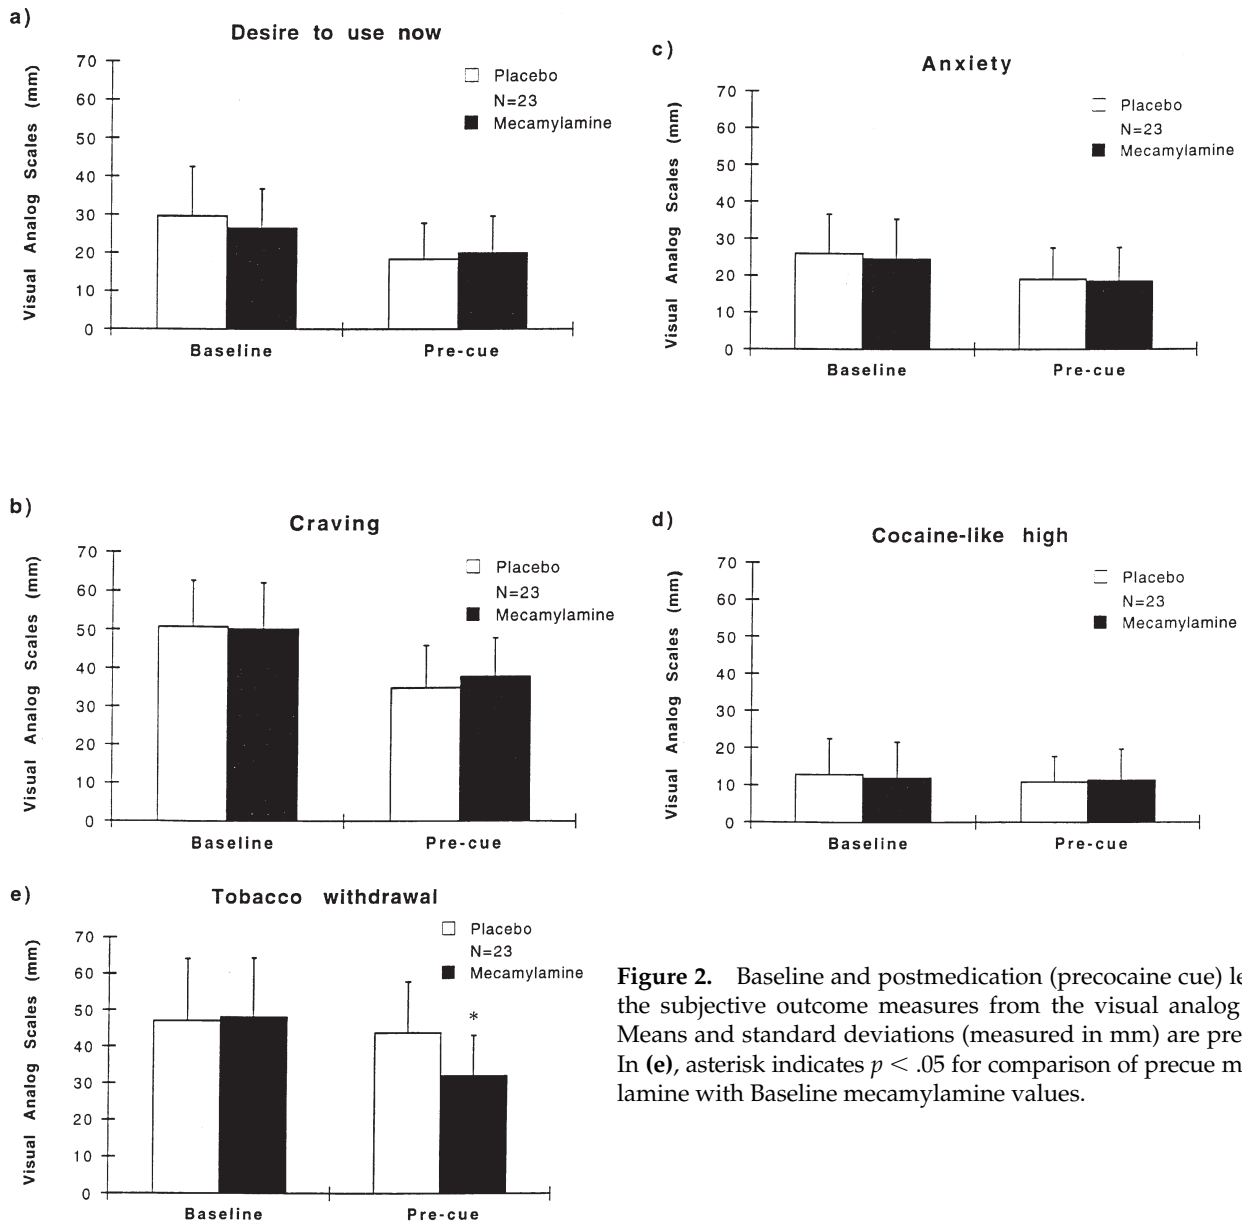 a)
Desire to use now
Visual Analog Scales (mm)
70
60
50
40
30
20
10
0
Placebo
N=23
Mecamylamine
Baseline Pre-cue
c)
Anxiety
Visual Analog Scales (mm)
70
60
50
40
30
20
10
0
Placebo
N=23
Mecamylamine
Baseline Pre-cue
b)
Craving
Visual Analog Scales (mm)
70
60
50
40
30
20
10
0
Placebo
N=23
Mecamylamine
Baseline Pre-cue
d)
Cocaine-like high
Visual Analog Scales (mm)
70
60
50
40
30
20
10
0
Placebo
N=23
Mecamylamine
Baseline Pre-cue
e)
Tobacco withdrawal
Visual Analog Scales (mm)
70
60
50
40
30
20
10
0
Placebo
N=23
Mecamylamine
*
Baseline Pre-cue
Figure 2. Baseline and postmedication (precocaine cue) le
the subjective outcome measures from the visual analog
Means and standard deviations (measured in mm) are pre
In (e), asterisk indicates p < .05 for comparison of precue m
lamine with Baseline mecamylamine values.